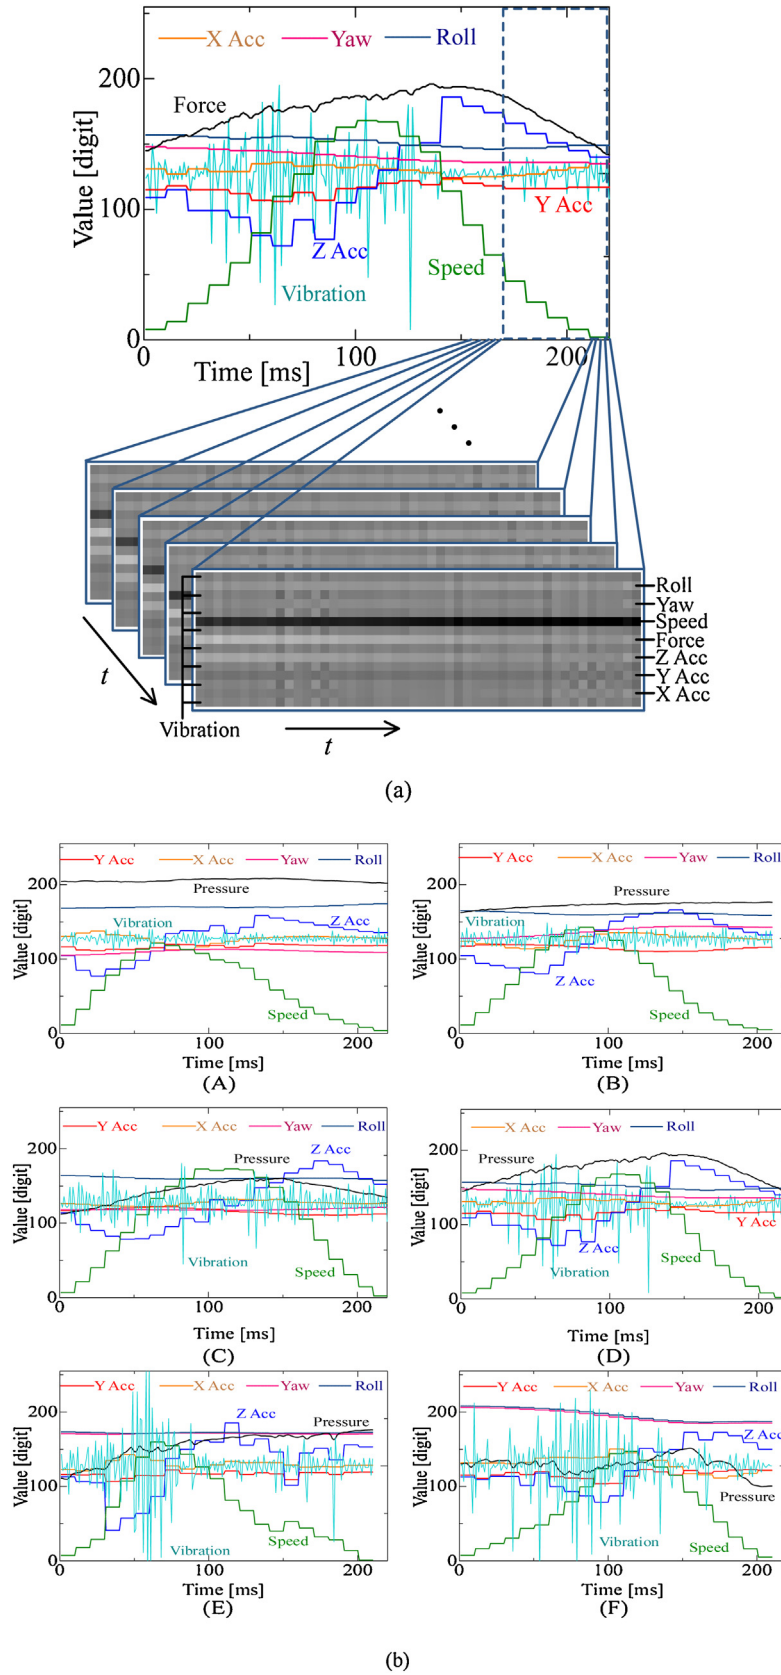 X Acc Yaw Roll
200
Force
Value [digit]
100
Y Acc
Z Acc
Speed
Vibration
0
0 100 200
Time [ms]
Roll
Yaw
Speed
Force
Z Acc
Y Acc
X Acc
t
Vibration
t
(a)
Y Acc X Acc Yaw Roll
200
Pressure
Vibration
Z Acc
Value [digit]
100
Speed
0
0 100 200
Time [ms]
(A)
Y Acc X Acc Yaw Roll
200
Pressure
Vibration
Value [digit]
100
Z Acc
Speed
0
0 100 200
Time [ms]
(B)
Y Acc X Acc Yaw Roll
200
Pressure
Z Acc
Value [digit]
100
Vibration
Speed
0
0 100 200
Time [ms]
(C)
X Acc Yaw Roll
200
Pressure
Value [digit]
100
Y Acc
Z Acc
Vibration
Speed
0
0 100 200
Time [ms]
(D)
Y Acc X Acc Yaw Roll
200
Z Acc
Pressure
Value [digit]
100
Speed
Vibration
0
0 100 200
Time [ms]
(E)
Y Acc X Acc Yaw Roll
200
Z Acc
Value [digit]
100
Pressure
Vibration
Speed
0
0 100 200
Time [ms]
(F)
(b)